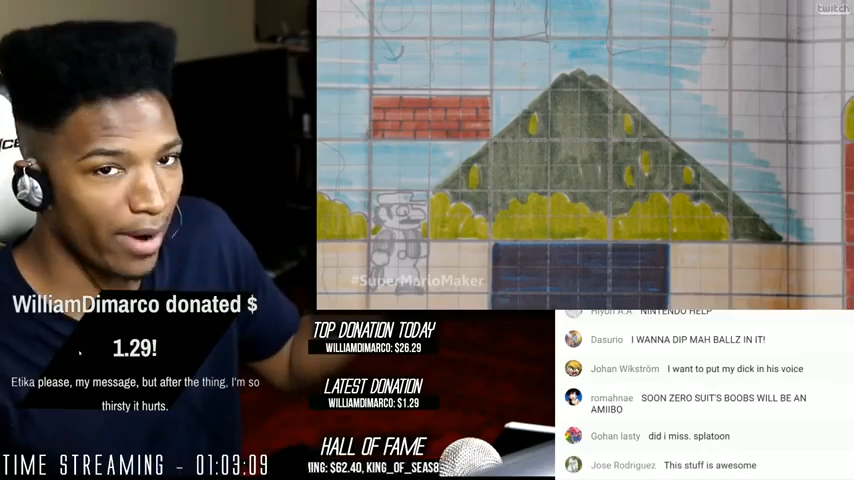 twitch
#SuperMarioMaker
WilliamDimarco donated $
1.29!
Etika please, my message, but after the thing, I'm so
thirsty it hurts.
TIME STREAMING - 01:03:09
TOP DONATION TODAY
WILLIAMDIMARCO: $26.29
LATEST DONATION
WILLIAMDIMARCO: $1.29
HALL OF FAME
MING: $62.40, KING_OF_SEAS8
NINTENDO HELP
Dasurio I WANNA DIP MAH BALLZ IN IT!
Johan Wikström I want to put my dick in his voice
romahnae SOON ZERO SUIT'S BOOBS WILL BE AN
AMIIBO
Gohan lasty did i miss. splatoon
Jose Rodriguez This stuff is awesome